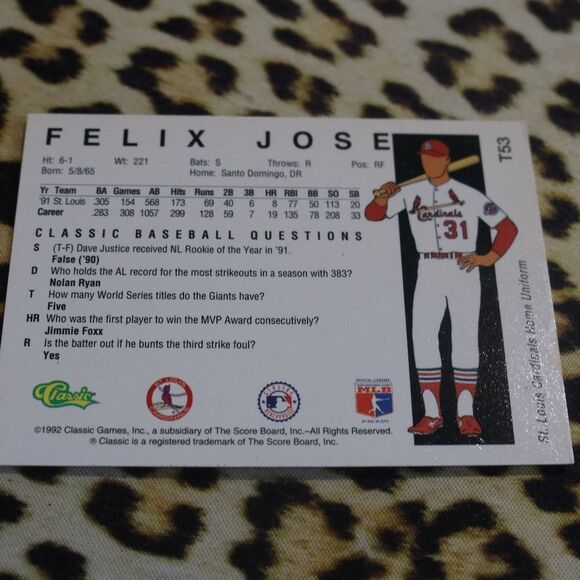 FELIX JOSE
Ht: 6-1 Wt: 221 Bats: S Throws: R Pos: RF
Born: 5/8/65 Home: Santo Domingo, DR
Yr Team BA Games AB Hits Runs 2B 3B HR RBI BB SO SB
'91 St. Louis .305 154 568 173 69 40 6 8 77 50 113 20
Career .283 308 1057 299 128 59 7 19 135 78 208 33
CLASSIC BASEBALL QUESTIONS
S (T-F) Dave Justice received NL Rookie of the Year in '91.
False ('90)
D Who holds the AL record for the most strikeouts in a season with 383?
Nolan Ryan
T How many World Series titles do the Giants have?
Five
HR Who was the first player to win the MVP Award consecutively?
Jimmie Foxx
R Is the batter out if he bunts the third strike foul?
Yes
Classic
ST. LOUIS
CARDINALS
MLB
©1992 Classic Games, Inc., a subsidiary of The Score Board, Inc.–All Rights Reserved.
® Classic is a registered trademark of The Score Board, Inc.
T53
Cardinals
31
St. Louis Cardinals Home Uniform